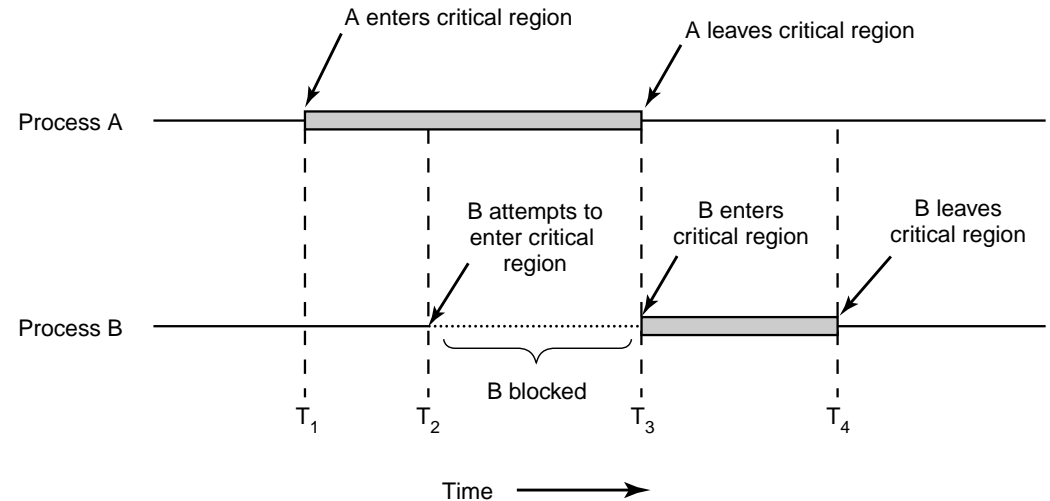 A enters critical region
A leaves critical region
Process A
B attempts to
enter critical
region
B enters
critical region
B leaves
critical region
Process B
B blocked
T1
T2
T3
T4
Time